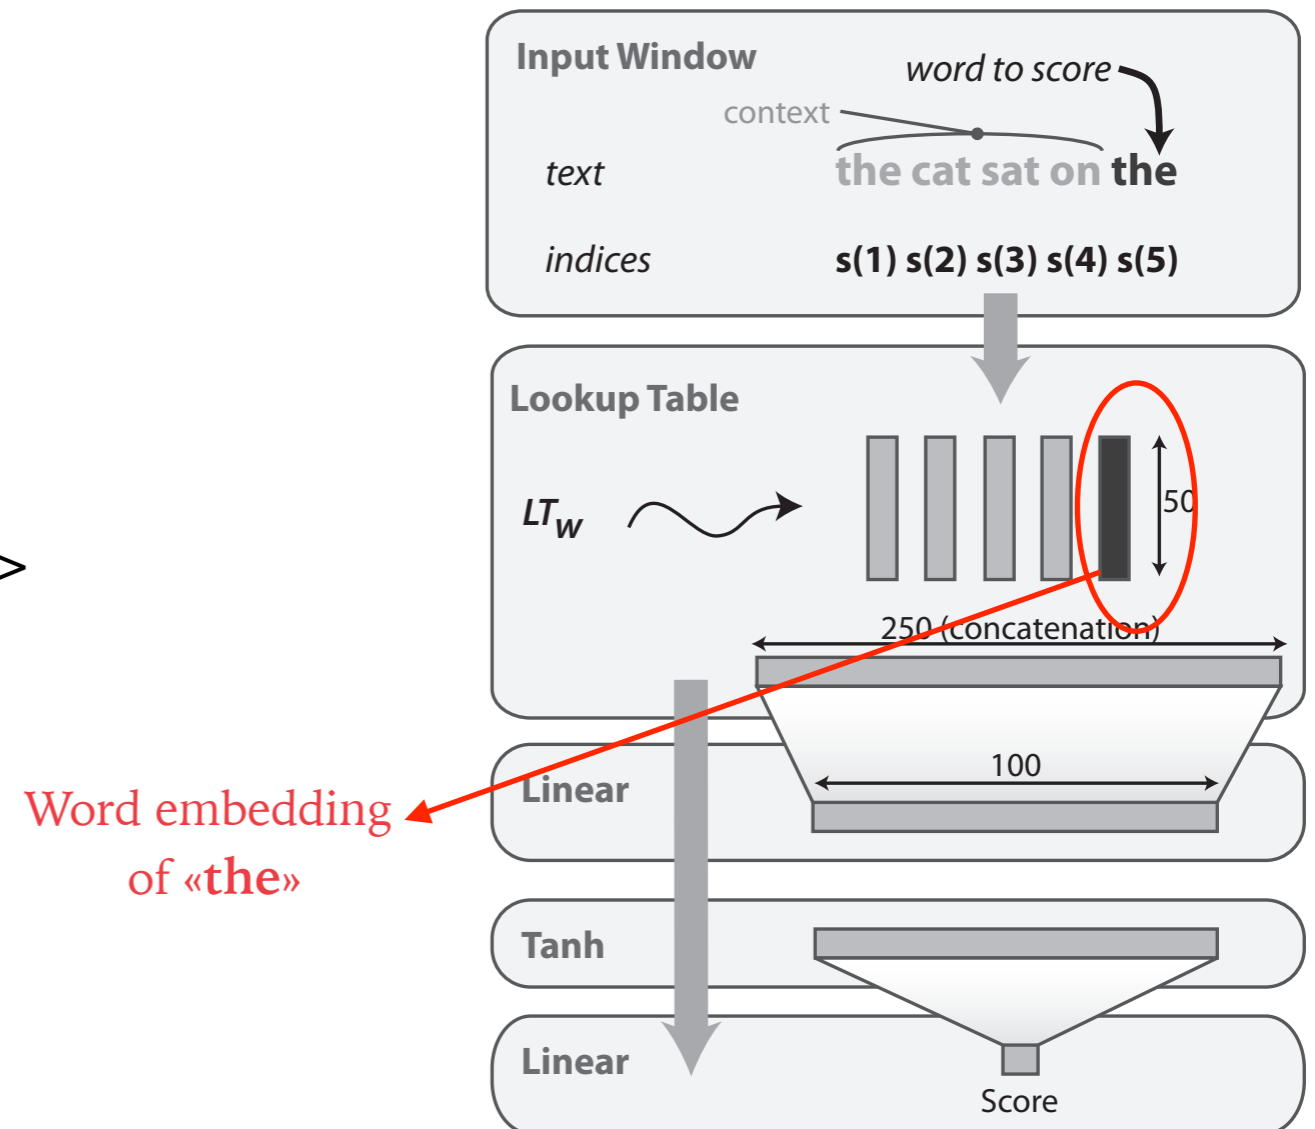 Input Window
word to score
context
text
the cat sat on the
indices
s(1) s(2) s(3) s(4) s(5)
Lookup Table
LTw
50
>
250 (concatenation)
100
Linear
Word embedding
of «the»
Tanh
Linear
Score